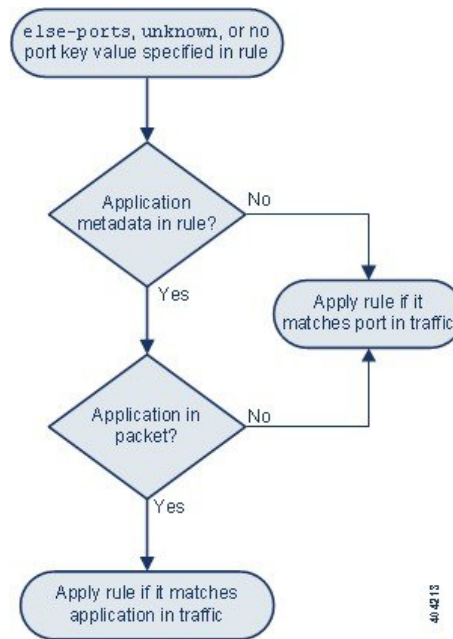 else-ports, unknown, or no
port key value specified in rule
Application
metadata in rule?
No
Yes
Apply rule if it
matches port in traffic
Application in
packet?
No
Yes
Apply rule if it matches
application in traffic
404213